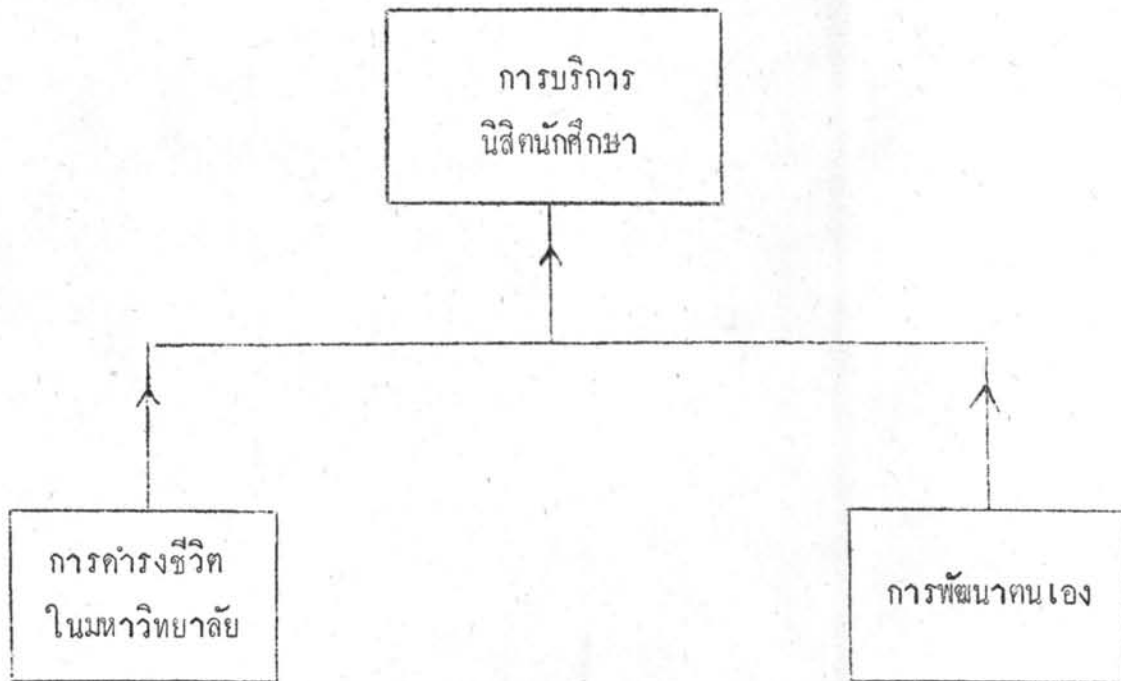 การบริการ
นิสิตนักศึกษา
การดำรงชีวิต
ในมหาวิทยาลัย
การพัฒนาตนเอง